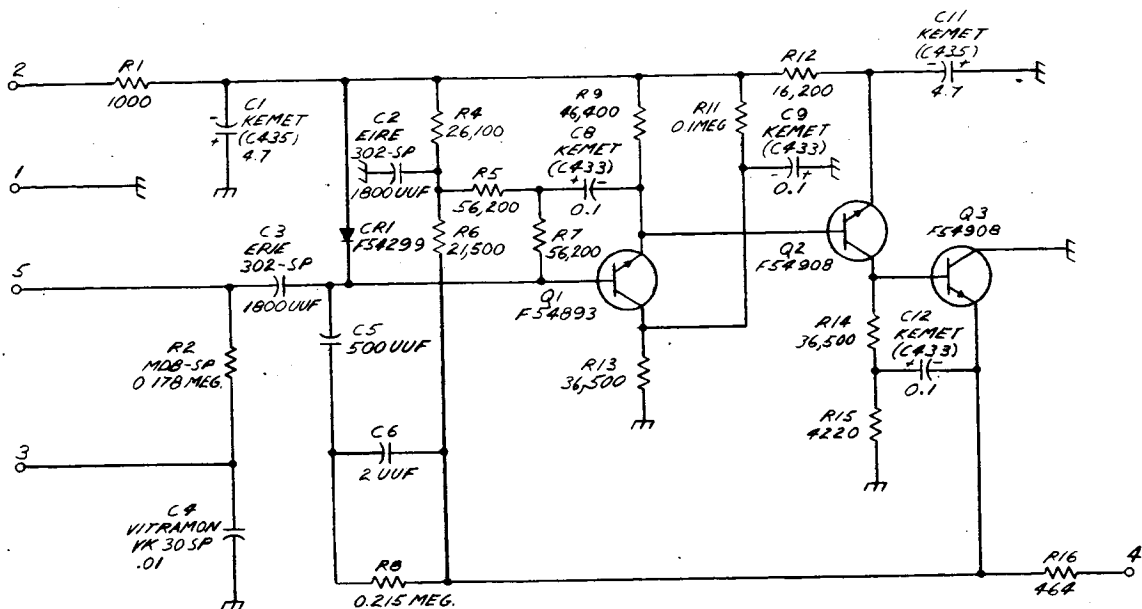 2
R1
1000
C1
KEMET
(C435)
4.7
1
C2
EIRE
302-SP
1800 UUF
R4
26,100
R5
56,200
C8
KEMET
(C433)
0.1
R9
46,400
R11
0.1MEG
R12
16,200
C9
KEMET
(C433)
0.1
C11
KEMET
(C435)
4.7
CR1
F54299
R6
21,500
R7
56,200
C3
ERIE
302-SP
1800UUF
5
Q1
F54893
Q2
F54908
Q3
F54908
R2
MDB-SP
0.178 MEG.
C5
500 UUF
R13
36,500
R14
36,500
C12
KEMET
(C433)
0.1
R15
4220
3
C6
2 UUF
C4
VITRAMON
VK 30 SP
.01
R8
0.215 MEG.
R16
464
4